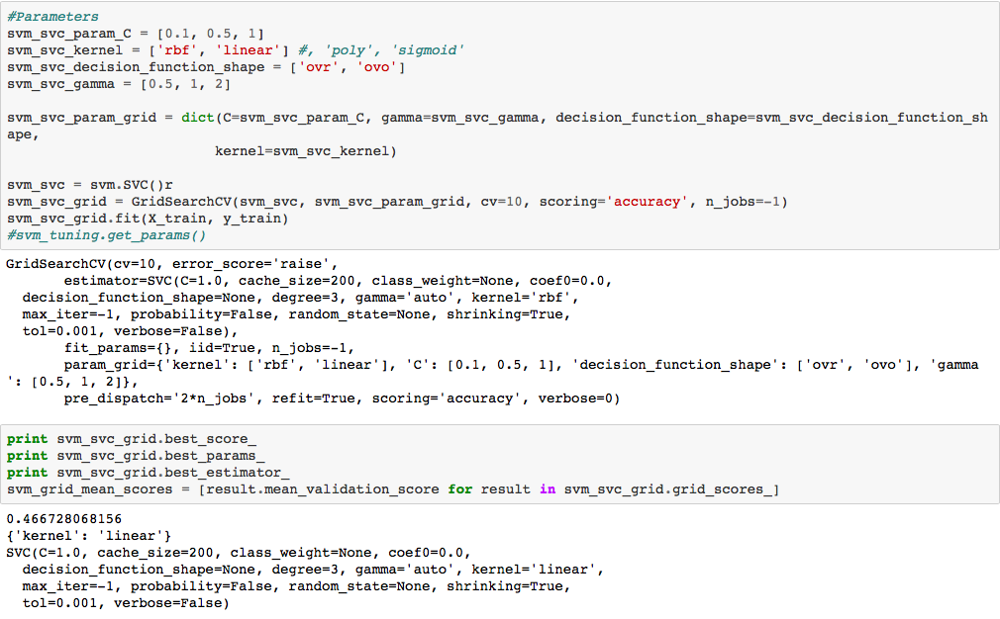 #Parameters
svm_svc_param_C = [0.1, 0.5, 1]
svm_svc_kernel = ['rbf', 'linear'] #, 'poly', 'sigmoid'
svm_svc_decision_function_shape = ['ovr', 'ovo']
svm_svc_gamma = [0.5, 1, 2]
svm_svc_param_grid = dict(C=svm_svc_param_C, gamma=svm_svc_gamma, decision_function_shape=svm_svc_decision_function_sh
ape,
kernel=svm_svc_kernel)
svm_svc = svm.SVC()r
svm_svc_grid = GridSearchCV(svm_svc, svm_svc_param_grid, cv=10, scoring='accuracy', n_jobs=-1)
svm_svc_grid.fit(X_train, y_train)
#svm_tuning.get_params()
GridSearchCV(cv=10, error_score='raise',
estimator=SVC(C=1.0, cache_size=200, class_weight=None, coef0=0.0,
decision_function_shape=None, degree=3, gamma='auto', kernel='rbf',
max_iter=-1, probability=False, random_state=None, shrinking=True,
tol=0.001, verbose=False),
fit_params={}, iid=True, n_jobs=-1,
param_grid={'kernel': ['rbf', 'linear'], 'C': [0.1, 0.5, 1], 'decision_function_shape': ['ovr', 'ovo'], 'gamma
': [0.5, 1, 2]},
pre_dispatch='2*n_jobs', refit=True, scoring='accuracy', verbose=0)
print svm_svc_grid.best_score_
print svm_svc_grid.best_params_
print svm_svc_grid.best_estimator_
svm_grid_mean_scores = [result.mean_validation_score for result in svm_svc_grid.grid_scores_]
0.466728068156
{'kernel': 'linear'}
SVC(C=1.0, cache_size=200, class_weight=None, coef0=0.0,
decision_function_shape=None, degree=3, gamma='auto', kernel='linear',
max_iter=-1, probability=False, random_state=None, shrinking=True,
tol=0.001, verbose=False)